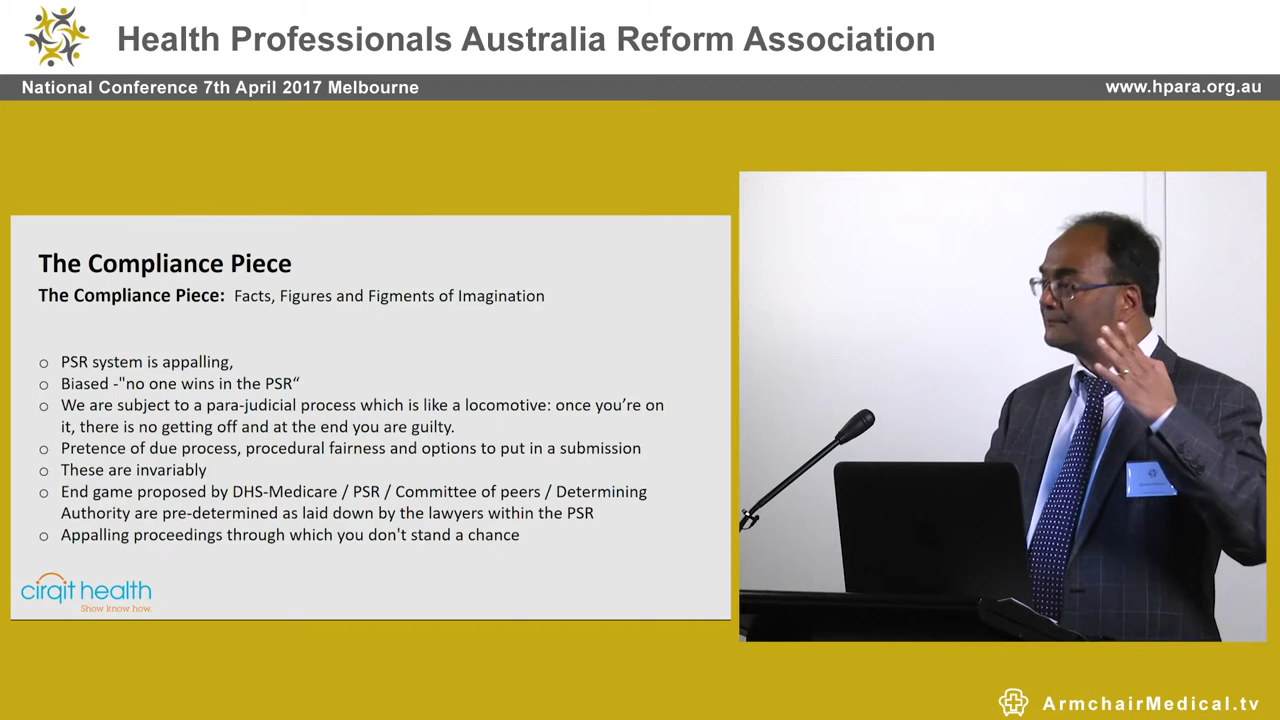 Health Professionals Australia Reform Association
National Conference 7th April 2017 Melbourne
www.hpara.org.au
The Compliance Piece
The Compliance Piece: Facts, Figures and Figments of Imagination
○ PSR system is appalling,
○ Biased -"no one wins in the PSR“
○ We are subject to a para-judicial process which is like a locomotive: once you’re on
it, there is no getting off and at the end you are guilty.
○ Pretence of due process, procedural fairness and options to put in a submission
○ These are invariably
○ End game proposed by DHS-Medicare / PSR / Committee of peers / Determining
Authority are pre-determined as laid down by the lawyers within the PSR
○ Appalling proceedings through which you don't stand a chance
cirqit health
Show know how.
ArmchairMedical.tv